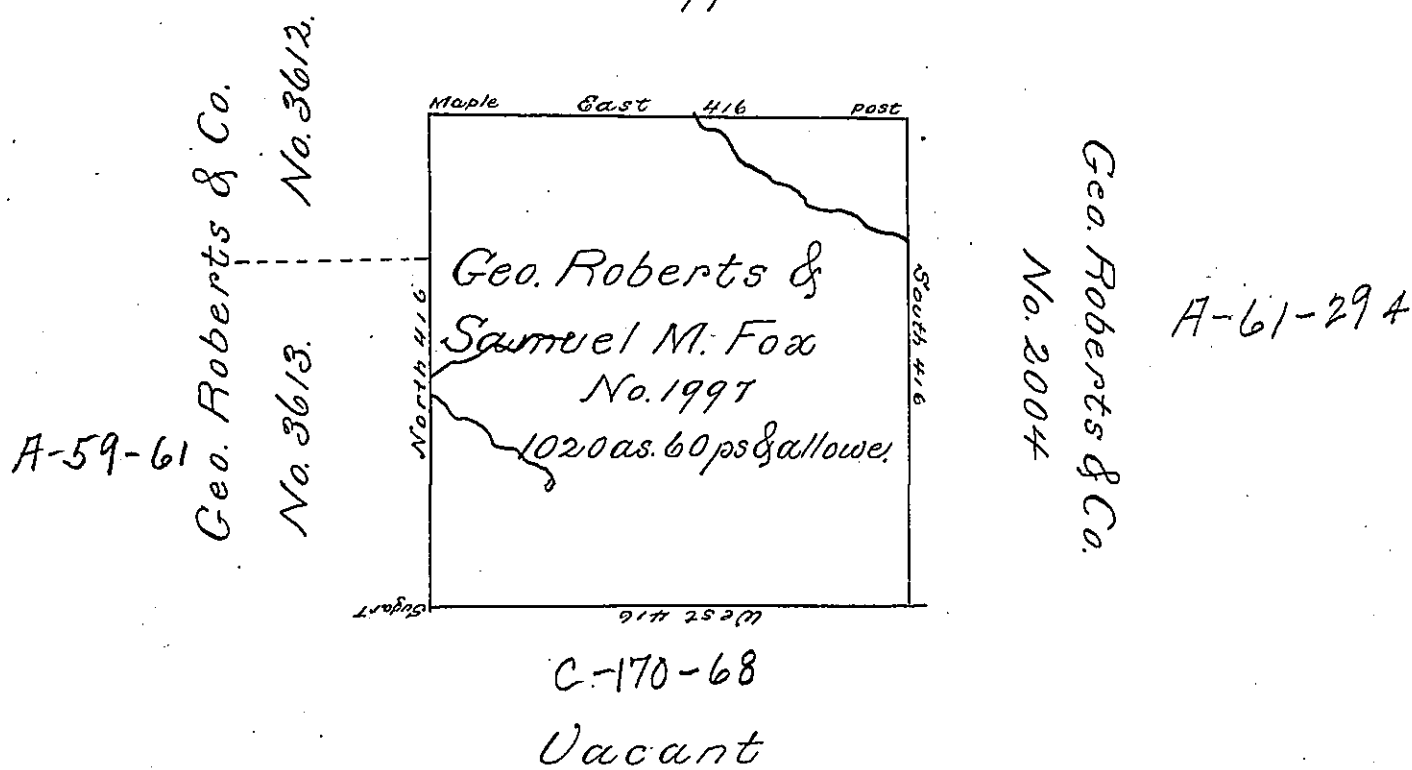 Maple East 416 post
Geo. Roberts & Co.
No. 3612.
No. 3613.
A-59-61
North 416
Geo. Roberts &
Samuel M. Fox
No. 1997
1020 as. 60 ps & allowe.
South 416
Geo. Roberts & Co.
No. 2004
A-61-294
West 416
C-170-68
Vacant